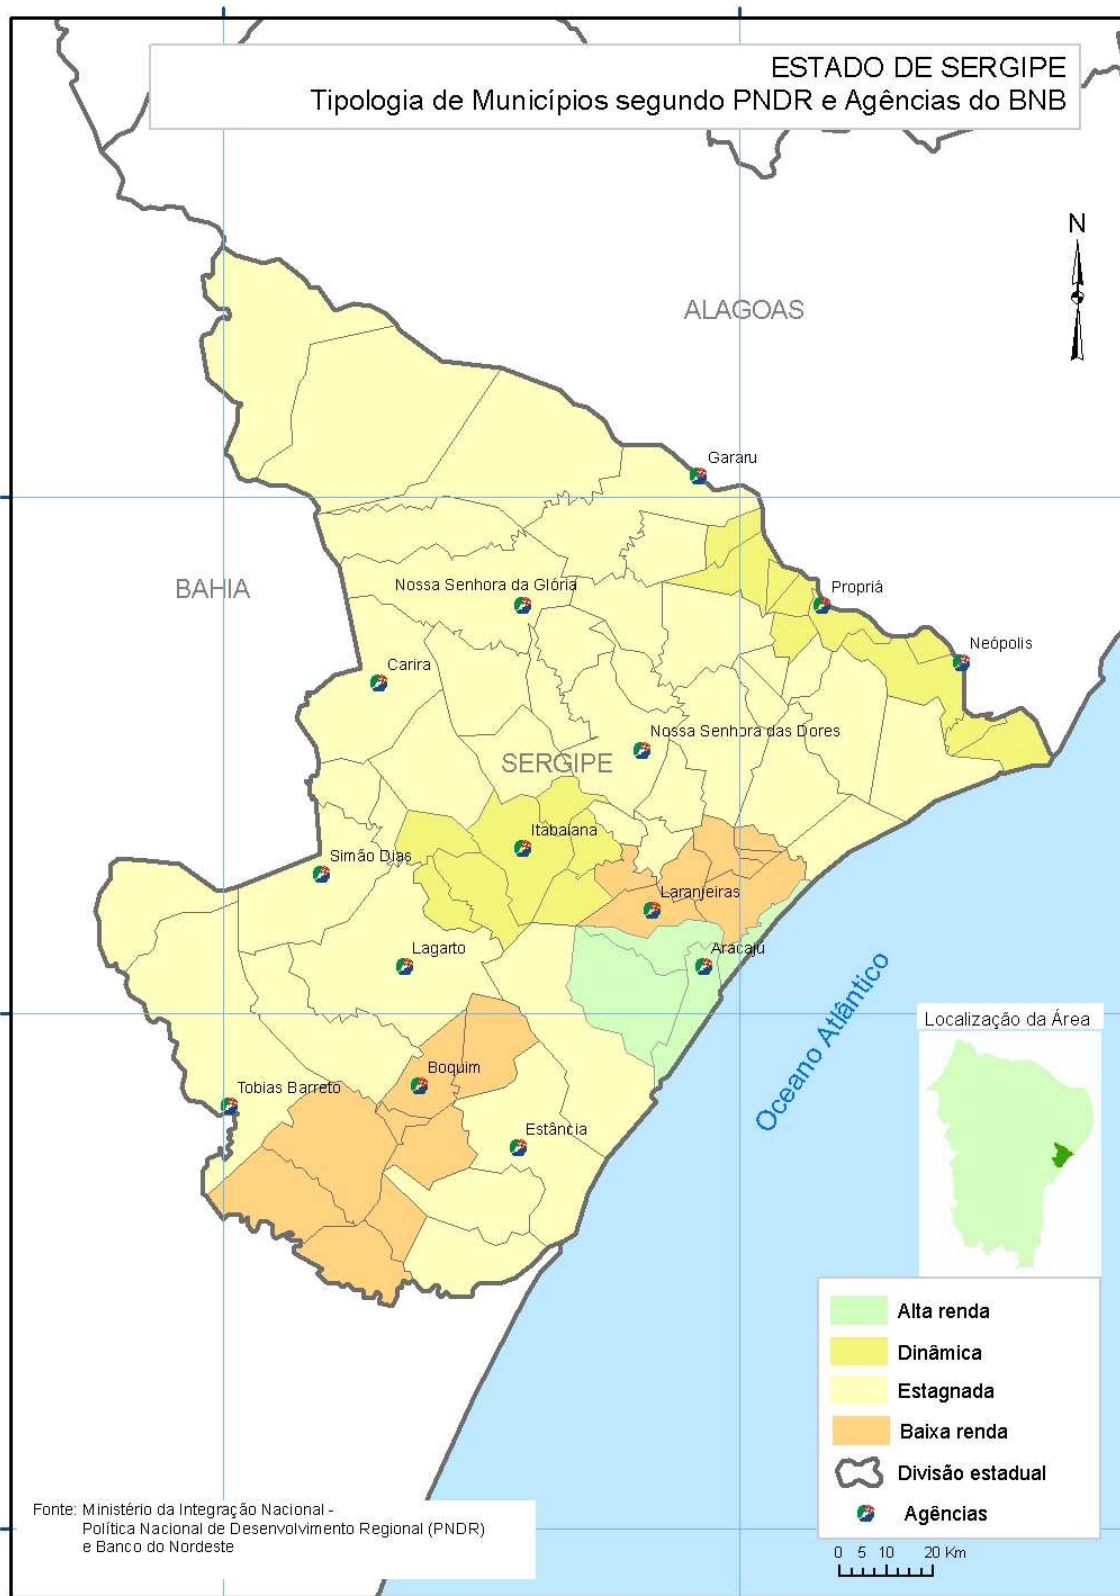 ESTADO DE SERGIPE
Tipologia de Municípios segundo PNDR e Agências do BNB
N
ALAGOAS
Gararu
BAHIA
Nossa Senhora da Glória
Propriá
Neópolis
Carira
Nossa Senhora das Dores
SERGIPE
Itabaiana
Simão Dias
Laranjeiras
Lagarto
Aracaju
Oceano Atlântico
Localização da Área
Boquim
Tobias Barreto
Estância
Alta renda
Dinâmica
Estagnada
Baixa renda
Divisão estadual
Agências
Fonte: Ministério da Integração Nacional -
Política Nacional de Desenvolvimento Regional (PNDR)
e Banco do Nordeste
0 5 10 20 Km